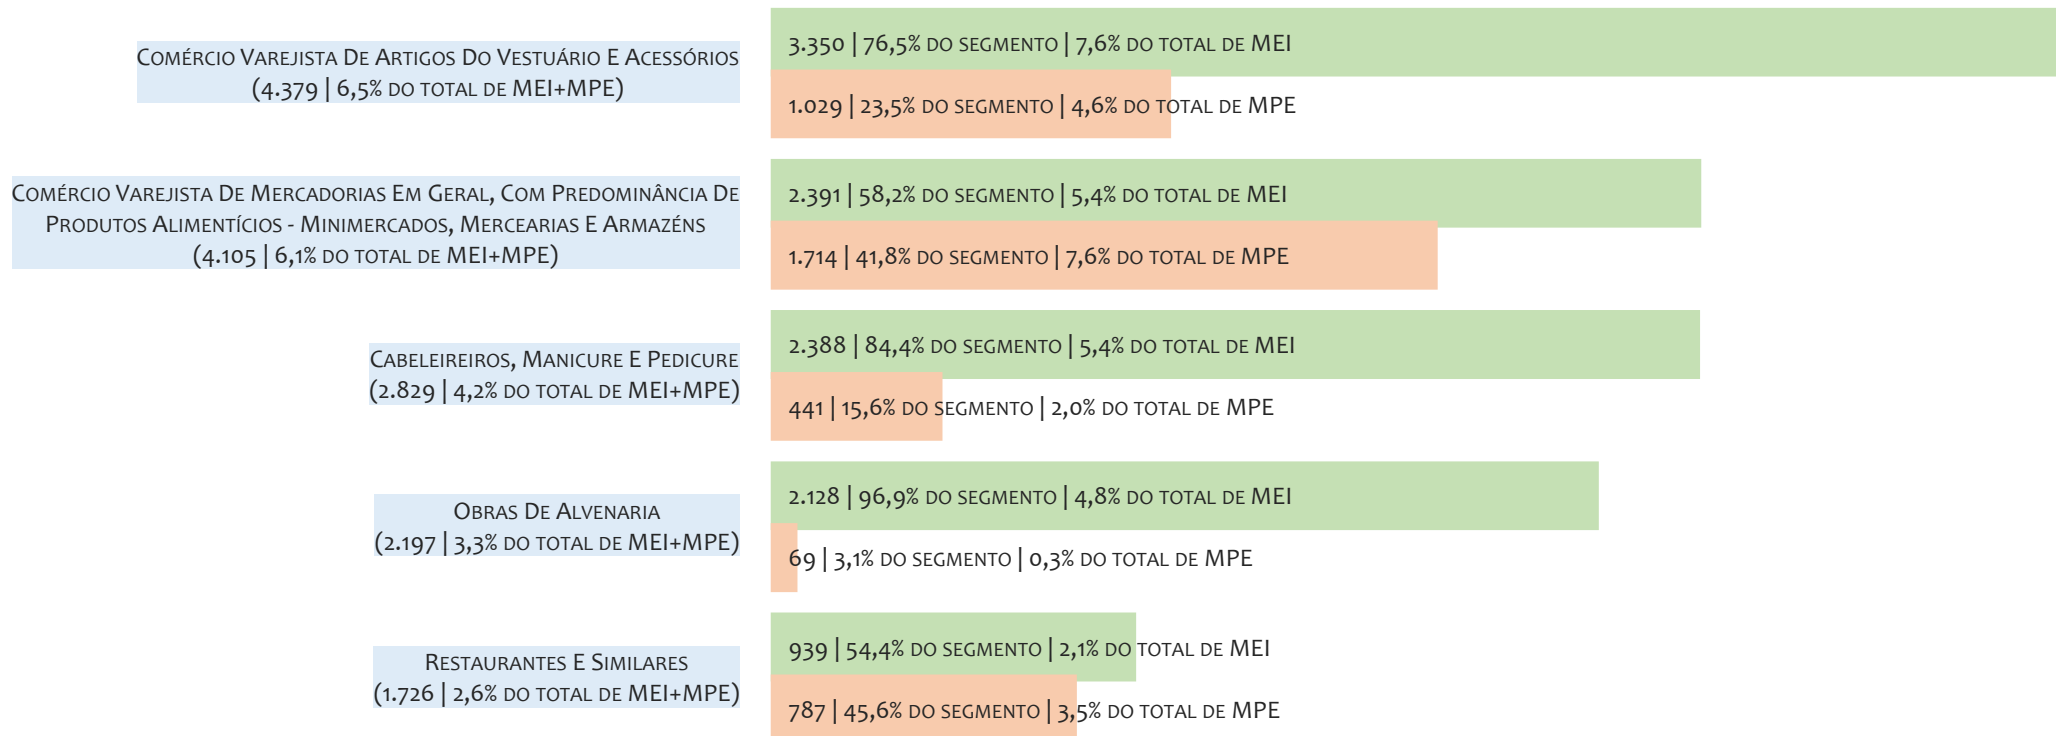 Comércio Varejista De Artigos Do Vestuário E Acessórios
(4.379 | 6,5% do total de MEI+MPE)
3.350 | 76,5% do segmento | 7,6% do total de MEI
1.029 | 23,5% do segmento | 4,6% do total de MPE
Comércio Varejista De Mercadorias Em Geral, Com Predominância De
Produtos Alimentícios - Minimercados, Mercearias E Armazéns
(4.105 | 6,1% do total de MEI+MPE)
2.391 | 58,2% do segmento | 5,4% do total de MEI
1.714 | 41,8% do segmento | 7,6% do total de MPE
Cabeleireiros, Manicure E Pedicure
(2.829 | 4,2% do total de MEI+MPE)
2.388 | 84,4% do segmento | 5,4% do total de MEI
441 | 15,6% do segmento | 2,0% do total de MPE
Obras De Alvenaria
(2.197 | 3,3% do total de MEI+MPE)
2.128 | 96,9% do segmento | 4,8% do total de MEI
69 | 3,1% do segmento | 0,3% do total de MPE
Restaurantes E Similares
(1.726 | 2,6% do total de MEI+MPE)
939 | 54,4% do segmento | 2,1% do total de MEI
787 | 45,6% do segmento | 3,5% do total de MPE